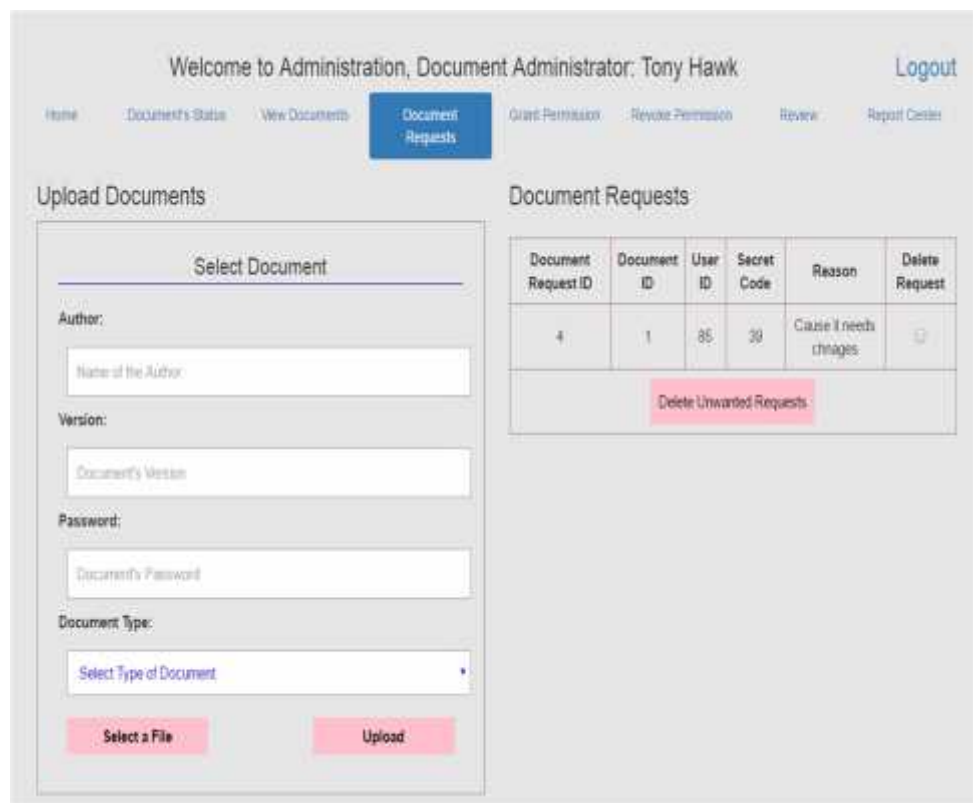 Welcome to Administration, Document Administrator: Tony Hawk
Logout
Home
Document's Status
View Documents
Document
Requests
Grant Permission
Revoke Permission
Review
Report Center
Upload Documents
Select Document
Author:
Name of the Author
Version:
Document's Version
Password:
Document's Password
Document Type:
Select Type of Document
Select a File
Upload
Document Requests
Document
Request ID
Document
ID
User
ID
Secret
Code
Reason
Delete
Request
4
1
85
39
Cause it needs
chnages
Delete Unwanted Requests